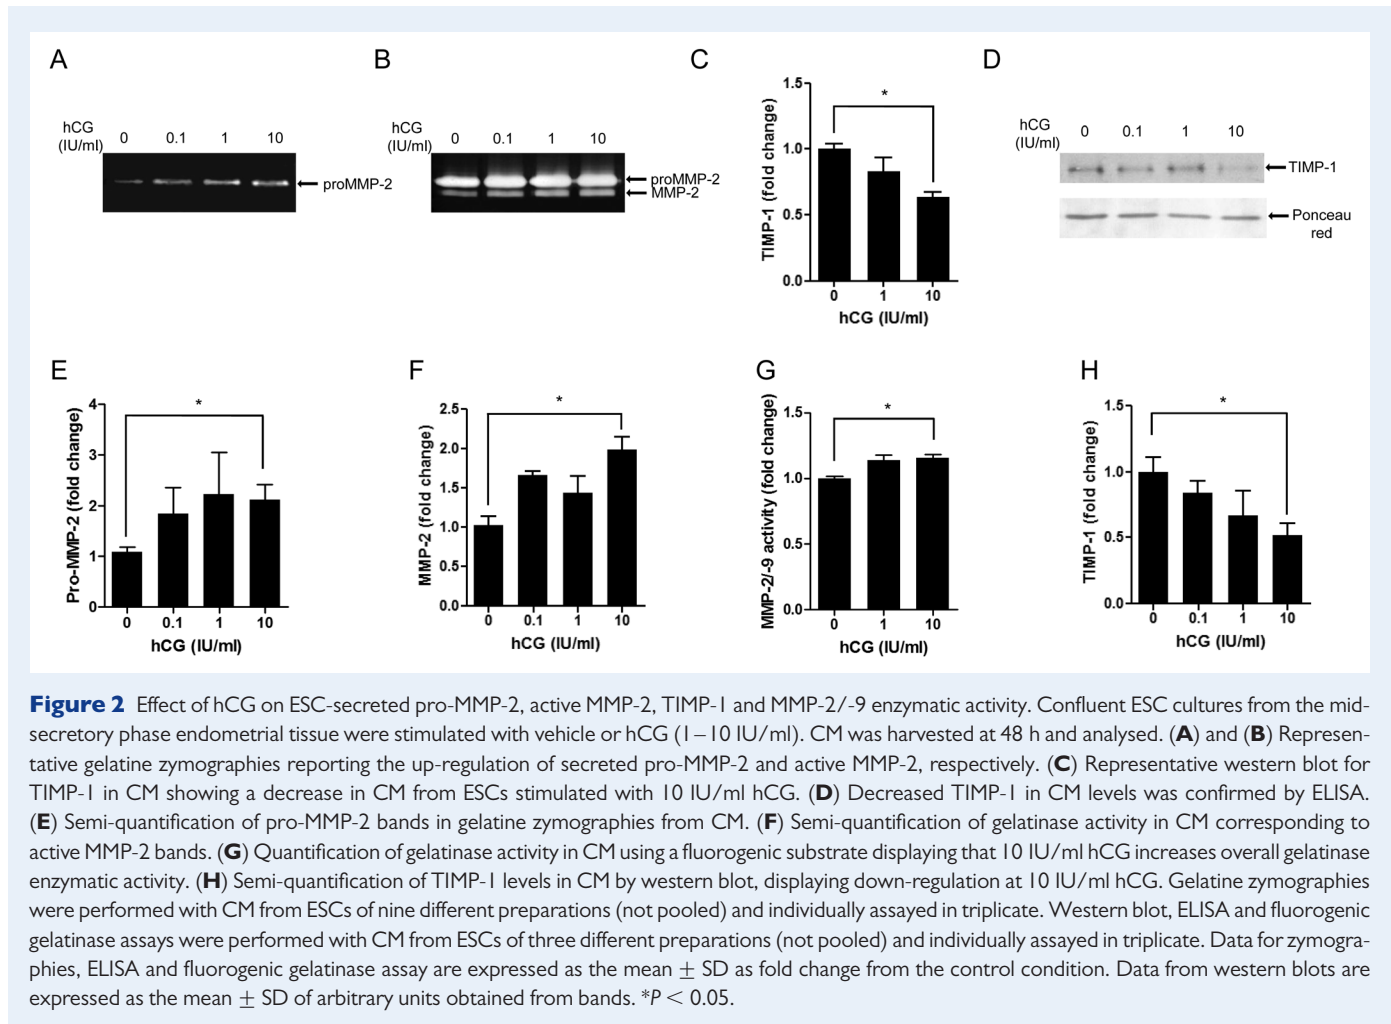 A
hCG
(IU/ml)
0 0.1 1 10
proMMP-2
B
hCG
(IU/ml)
0 0.1 1 10
proMMP-2
MMP-2
C
TIMP-1 (fold change)
1.5
*
1.0
0.5
0.0
0 1 10
hCG (IU/ml)
D
hCG
(IU/ml)
0 0.1 1 10
TIMP-1
Ponceau
red
E
Pro-MMP-2 (fold change)
4
*
3
2
1
0
0 0.1 1 10
hCG (IU/ml)
F
MMP-2 (fold change)
2.5
*
2.0
1.5
1.0
0.5
0.0
0 0.1 1 10
hCG (IU/ml)
G
MMP-2/-9 activity (fold change)
1.5
*
1.0
0.5
0.0
0 1 10
hCG (IU/ml)
H
TIMP-1 (fold change)
1.5
*
1.0
0.5
0.0
0 0.1 1 10
hCG (IU/ml)
Figure 2 Effect of hCG on ESC-secreted pro-MMP-2, active MMP-2, TIMP-1 and MMP-2/-9 enzymatic activity. Confluent ESC cultures from the mid-
secretory phase endometrial tissue were stimulated with vehicle or hCG (1–10 IU/ml). CM was harvested at 48 h and analysed. (A) and (B) Represen-
tative gelatine zymographies reporting the up-regulation of secreted pro-MMP-2 and active MMP-2, respectively. (C) Representative western blot for
TIMP-1 in CM showing a decrease in CM from ESCs stimulated with 10 IU/ml hCG. (D) Decreased TIMP-1 in CM levels was confirmed by ELISA.
(E) Semi-quantification of pro-MMP-2 bands in gelatine zymographies from CM. (F) Semi-quantification of gelatinase activity in CM corresponding to
active MMP-2 bands. (G) Quantification of gelatinase activity in CM using a fluorogenic substrate displaying that 10 IU/ml hCG increases overall gelatinase
enzymatic activity. (H) Semi-quantification of TIMP-1 levels in CM by western blot, displaying down-regulation at 10 IU/ml hCG. Gelatine zymographies
were performed with CM from ESCs of nine different preparations (not pooled) and individually assayed in triplicate. Western blot, ELISA and fluorogenic
gelatinase assays were performed with CM from ESCs of three different preparations (not pooled) and individually assayed in triplicate. Data for zymogra-
phies, ELISA and fluorogenic gelatinase assay are expressed as the mean ± SD as fold change from the control condition. Data from western blots are
expressed as the mean ± SD of arbitrary units obtained from bands. *P < 0.05.